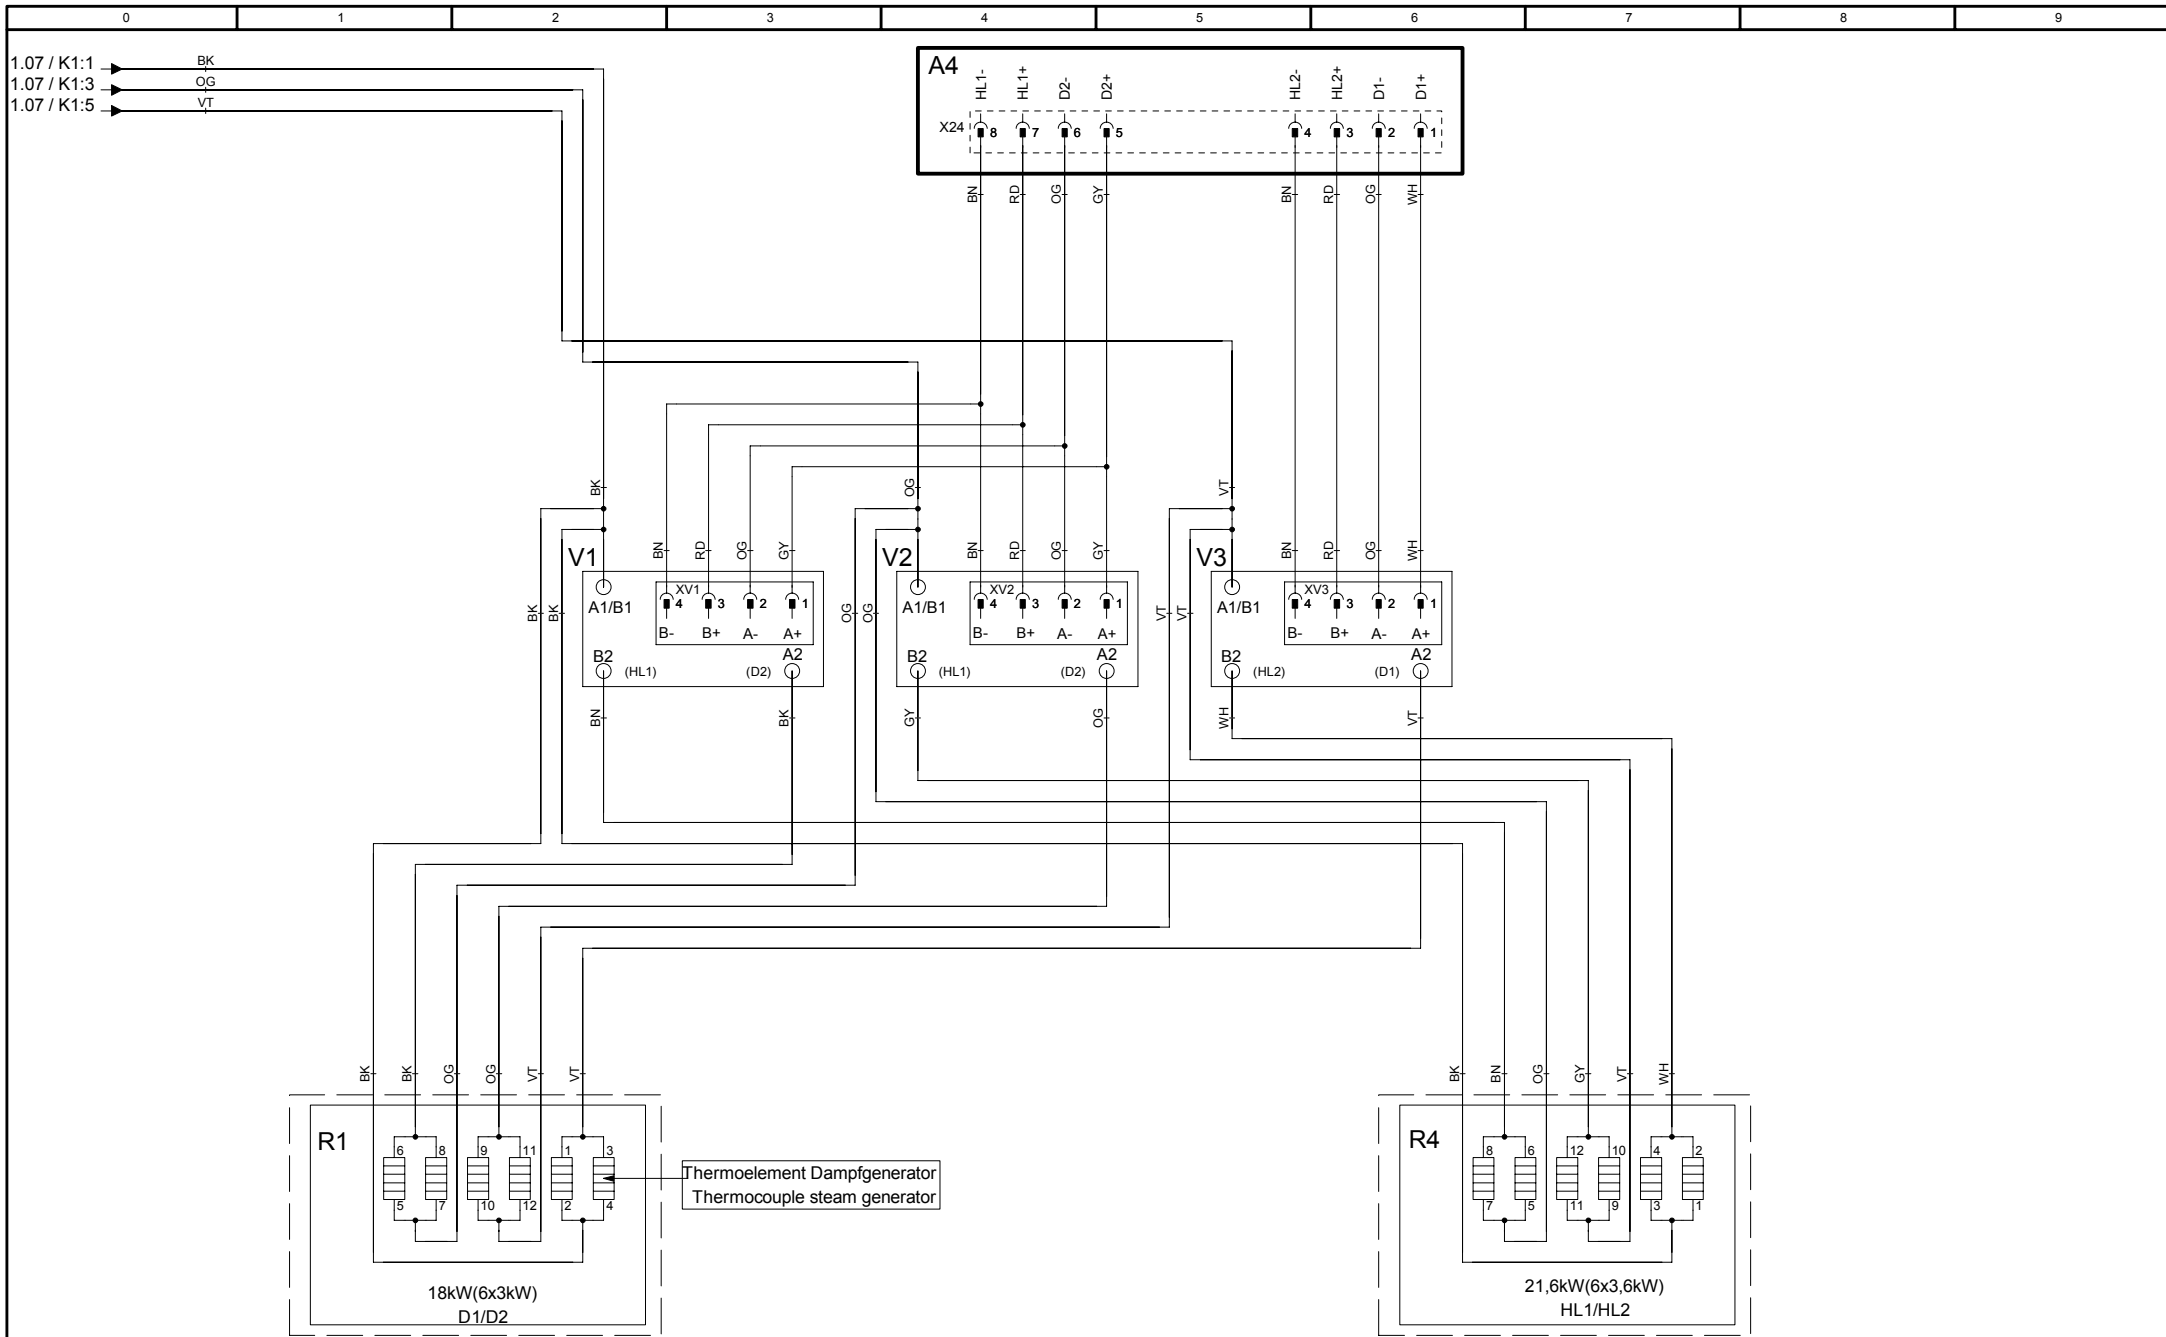 0 1 2 3 4 5 6 7 8 9
1.07 / K1:1 BK
1.07 / K1:3 OG
1.07 / K1:5 VT
A4
HL1- HL1+ D2- D2+ HL2- HL2+ D1- D1+
X24 8 7 6 5 4 3 2 1
BN RD OG GY BN RD OG WH
BK OG VT
V1 BN RD OG GY V2 BN RD OG GY V3 BN RD OG WH
XV1 XV2 XV3
4 3 2 1 4 3 2 1 4 3 2 1
A1/B1 A1/B1 A1/B1
BK BK OG OG VT VT
B- B+ A- A+ B- B+ A- A+ B- B+ A- A+
B2 A2 B2 A2 B2 A2
(HL1) (D2) (HL1) (D2) (HL2) (D1)
BN BK GY OG WH VT
BK BK OG OG VT VT BK BN OG GY VT WH
R1 R4
6 8 9 11 1 3 8 6 12 10 4 2
Thermoelement Dampfgenerator
Thermocouple steam generator
5 7 10 12 2 4 7 5 11 9 3 1
18kW(6x3kW)
D1/D2
21,6kW(6x3,6kW)
HL1/HL2